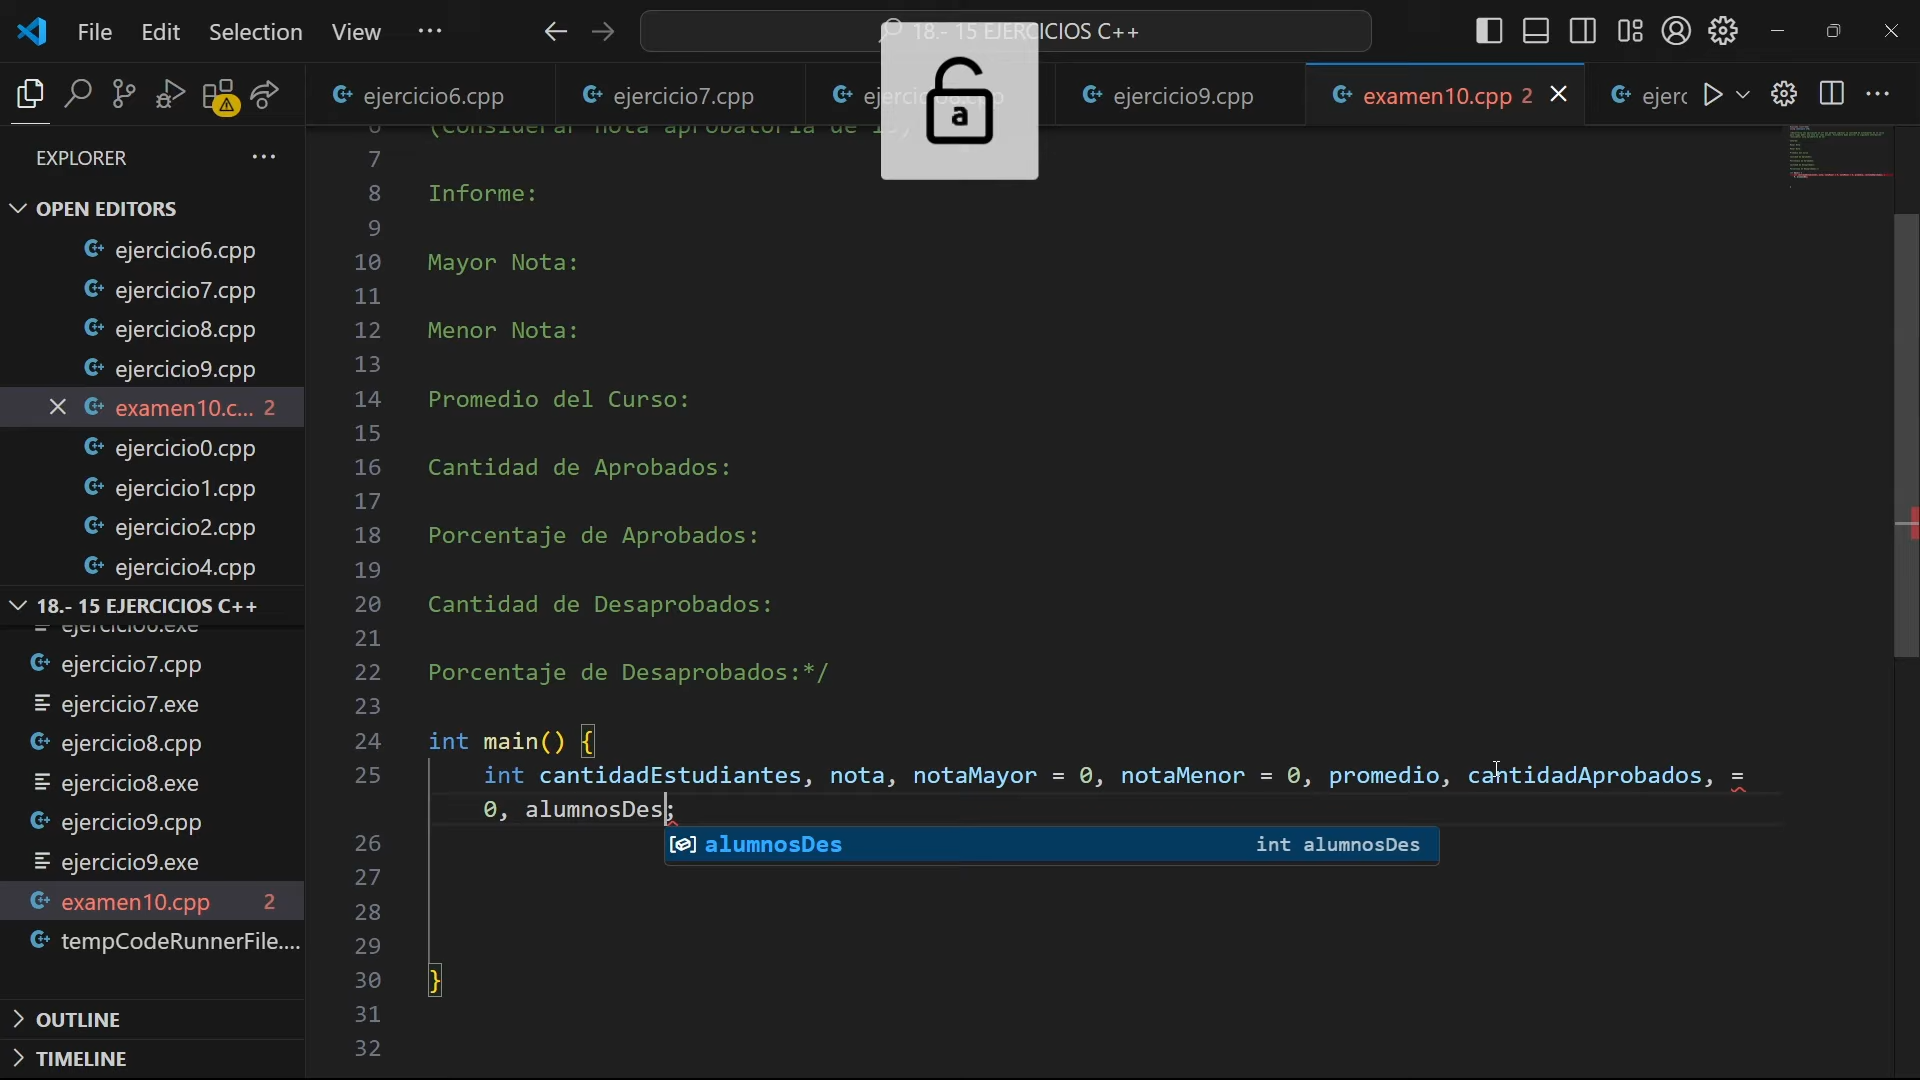 File Edit Selection View ··· 18.- 15 EJERCICIOS C++
ejercicio6.cpp ejercicio7.cpp ejercicio9.cpp examen10.cpp 2
EXPLORER
OPEN EDITORS
ejercicio6.cpp
ejercicio7.cpp
ejercicio8.cpp
ejercicio9.cpp
examen10.c... 2
ejercicio0.cpp
ejercicio1.cpp
ejercicio2.cpp
ejercicio4.cpp
18.- 15 EJERCICIOS C++
ejercicio7.cpp
ejercicio7.exe
ejercicio8.cpp
ejercicio8.exe
ejercicio9.cpp
ejercicio9.exe
examen10.cpp 2
tempCodeRunnerFile....
OUTLINE
TIMELINE
a
7
8 Informe:
9
10 Mayor Nota:
11
12 Menor Nota:
13
14 Promedio del Curso:
15
16 Cantidad de Aprobados:
17
18 Porcentaje de Aprobados:
19
20 Cantidad de Desaprobados:
21
22 Porcentaje de Desaprobados:*/
23
24 int main() {
25 int cantidadEstudiantes, nota, notaMayor = 0, notaMenor = 0, promedio, cantidadAprobados, =
0, alumnosDes;
alumnosDes int alumnosDes
26
27
28
29
30 }
31
32